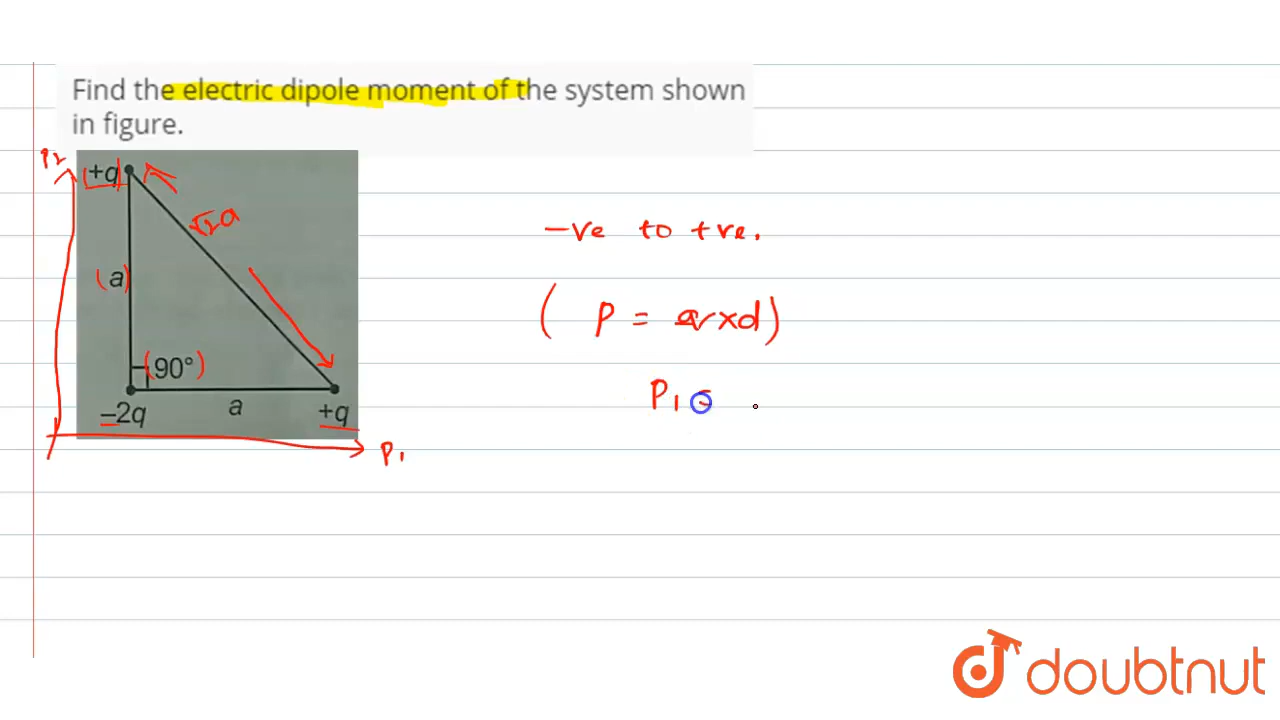 Find the electric dipole moment of the system shown
in figure.
P2
(+q)
√2a
(a)
(90°)
-2q
a
+q
P1
-ve to +ve.
( P = q×d)
P1 =
doubtnut